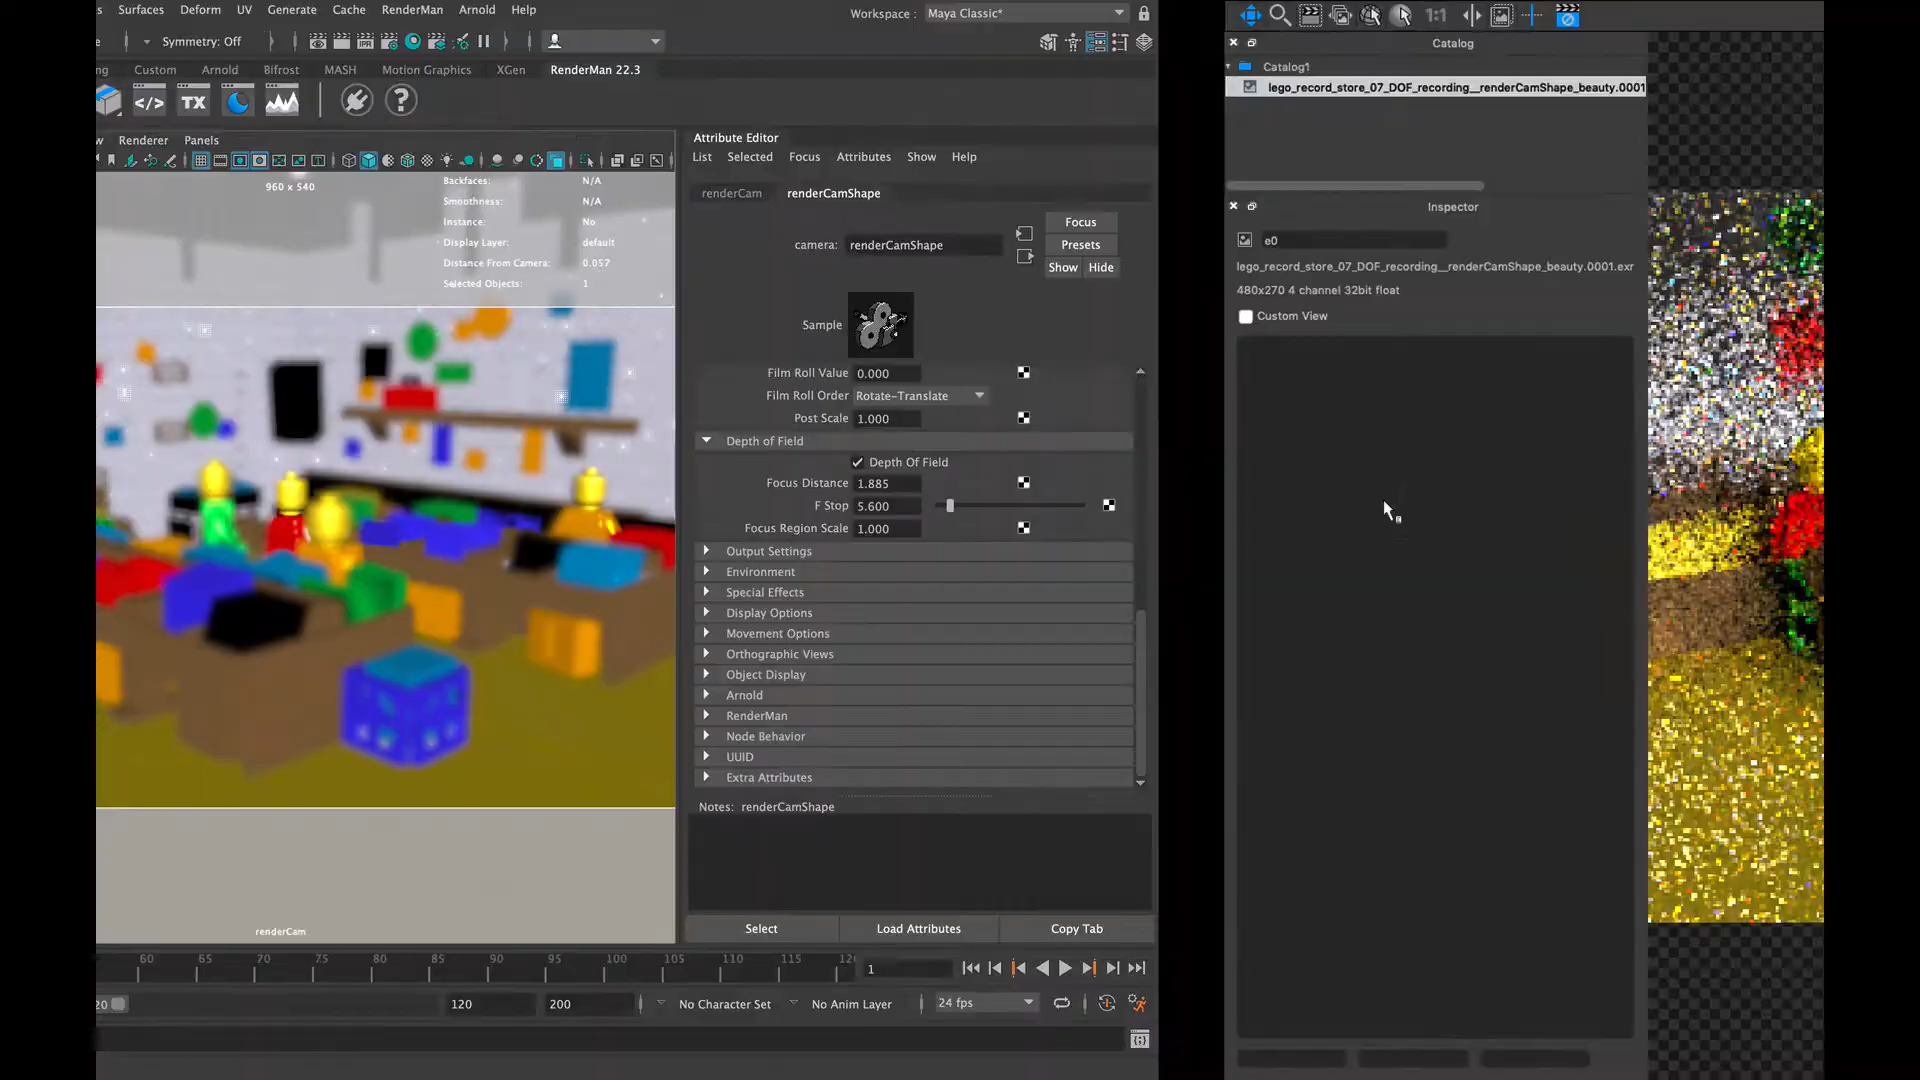 s Surfaces Deform UV Generate Cache RenderMan Arnold Help
Workspace : Maya Classic*
e Symmetry: Off
ng Custom Arnold Bifrost MASH Motion Graphics XGen RenderMan 22.3
</> TX ?
w Renderer Panels
960 x 540
Backfaces: N/A
Smoothness: N/A
Instance: No
Display Layer: default
Distance From Camera: 0.057
Selected Objects: 1
renderCam
Attribute Editor
List Selected Focus Attributes Show Help
renderCam renderCamShape
camera: renderCamShape
Focus
Presets
Show Hide
Sample
Film Roll Value 0.000
Film Roll Order Rotate-Translate
Post Scale 1.000
Depth of Field
Depth Of Field
Focus Distance 1.885
F Stop 5.600
Focus Region Scale 1.000
Output Settings
Environment
Special Effects
Display Options
Movement Options
Orthographic Views
Object Display
Arnold
RenderMan
Node Behavior
UUID
Extra Attributes
Notes: renderCamShape
Select Load Attributes Copy Tab
60 65 70 75 80 85 90 95 100 105 110 115 12
1
20 120 200 No Character Set No Anim Layer 24 fps
1:1
Catalog
Catalog1
lego_record_store_07_DOF_recording__renderCamShape_beauty.0001
Inspector
e0
lego_record_store_07_DOF_recording__renderCamShape_beauty.0001.exr
480x270 4 channel 32bit float
Custom View